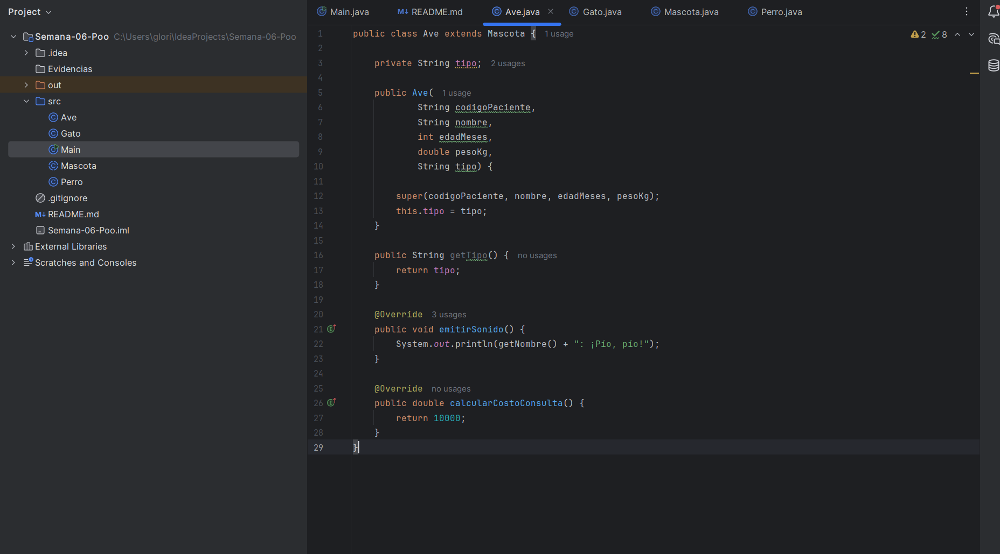 Project
Semana-06-Poo C:\Users\glori\IdeaProjects\Semana-06-Poo
.idea
Evidencias
out
src
Ave
Gato
Main
Mascota
Perro
.gitignore
M↓ README.md
Semana-06-Poo.iml
External Libraries
Scratches and Consoles
Main.java M↓ README.md Ave.java Gato.java Mascota.java Perro.java
2 8
1 public class Ave extends Mascota { 1 usage
2
3 private String tipo; 2 usages
4
5 public Ave( 1 usage
6 String codigoPaciente,
7 String nombre,
8 int edadMeses,
9 double pesoKg,
10 String tipo) {
11
12 super(codigoPaciente, nombre, edadMeses, pesoKg);
13 this.tipo = tipo;
14 }
15
16 public String getTipo() { no usages
17 return tipo;
18 }
19
20 @Override 3 usages
21 public void emitirSonido() {
22 System.out.println(getNombre() + ": ¡Pío, pío!");
23 }
24
25 @Override no usages
26 public double calcularCostoConsulta() {
27 return 10000;
28 }
29 }